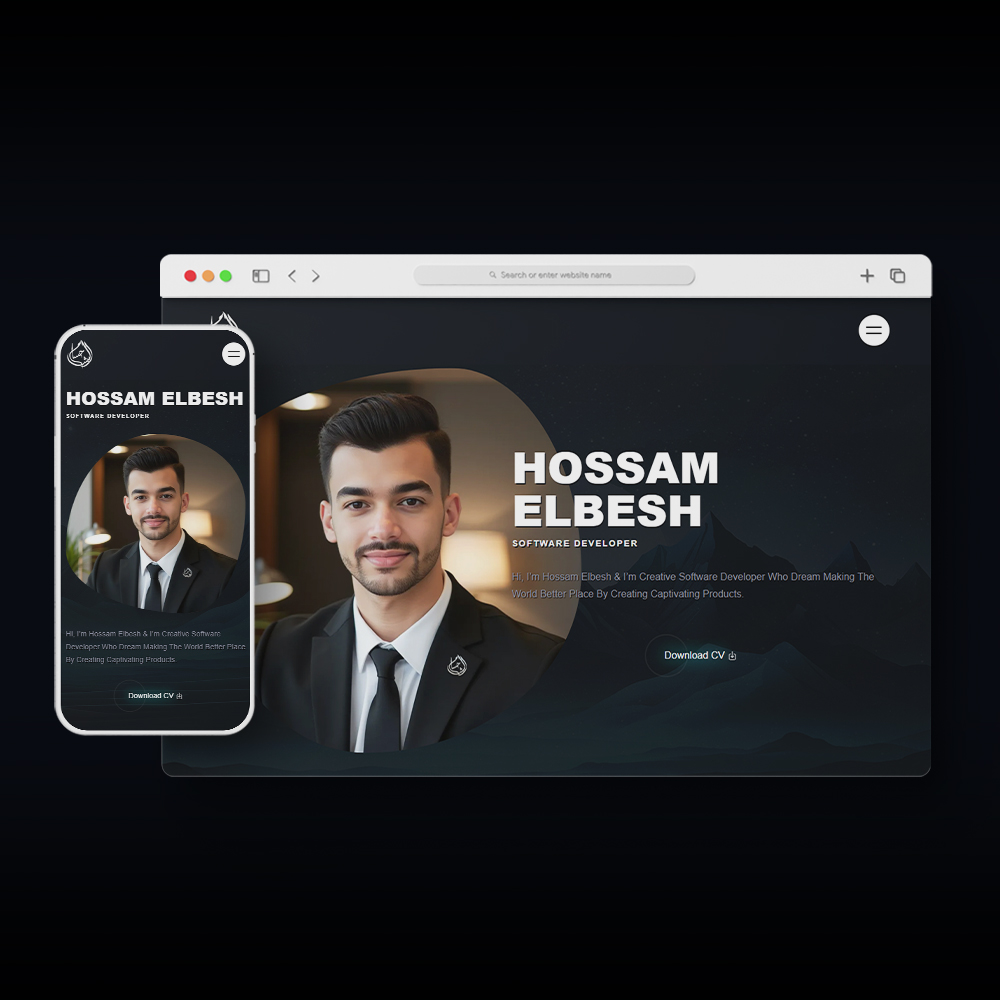 Search or enter website name
HOSSAM
ELBESH
SOFTWARE DEVELOPER
Hi, I'm Hossam Elbesh & I'm Creative Software Developer Who Dream Making The
World Better Place By Creating Captivating Products.
Download CV
HOSSAM ELBESH
SOFTWARE DEVELOPER
Hi, I'm Hossam Elbesh & I'm Creative Software
Developer Who Dream Making The World Better Place
By Creating Captivating Products.
Download CV